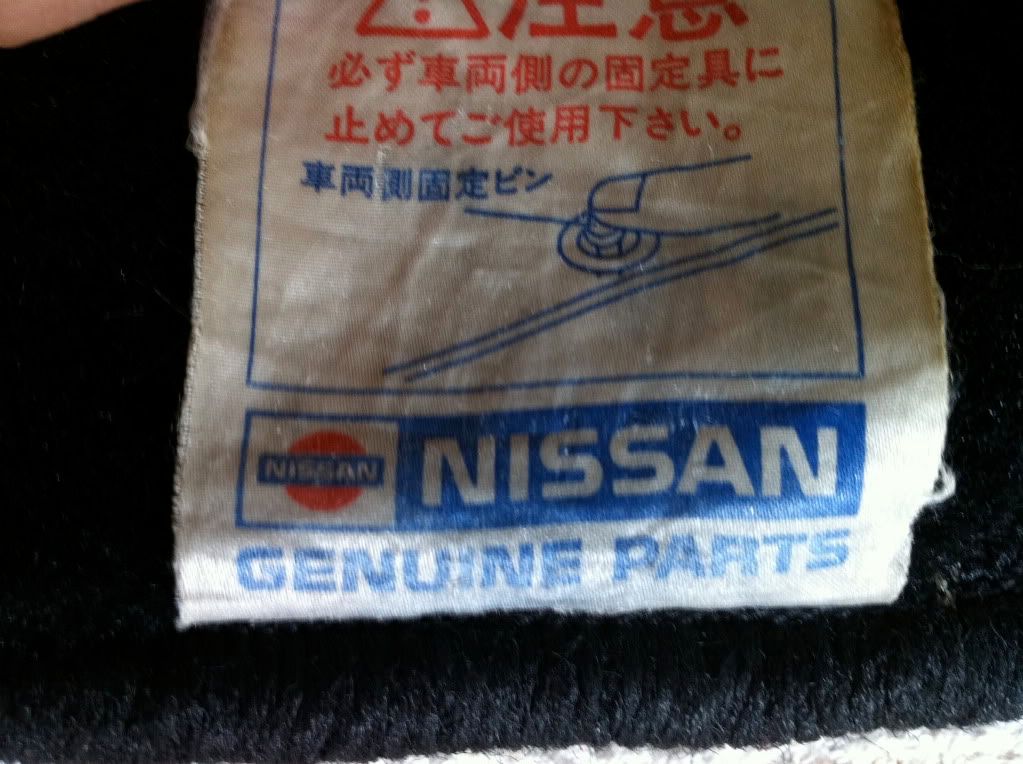 注意
必ず車両側の固定具に
止めてご使用下さい。
車両側固定ピン
NISSAN NISSAN
GENUINE PARTS